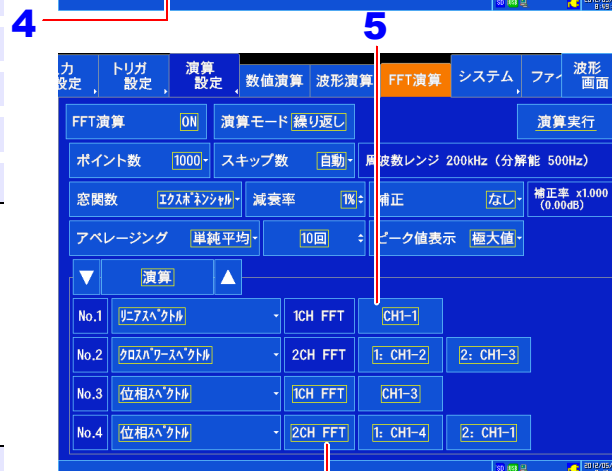 4
5
SD USB
力 定
トリガ 設定
演算 設定
数値演算
波形演算
FFT演算
システム
ファイ
波形 画面
FFT演算 ON 演算モード 繰り返し 演算実行
ポイント数 1000 スキップ数 自動 周波数レンジ 200kHz (分解能 500Hz)
窓関数 エクスポネンシャル 減衰率 1% 補正 なし 補正率 x1.000 (0.00dB)
アベレージング 単純平均 10回 ピーク値表示 極大値
▼ 演算 ▲
No.1 リニアスペクトル 1CH FFT CH1-1
No.2 クロスパワースペクトル 2CH FFT 1: CH1-2 2: CH1-3
No.3 位相スペクトル 1CH FFT CH1-3
No.4 位相スペクトル 2CH FFT 1: CH1-4 2: CH1-1
SD USB